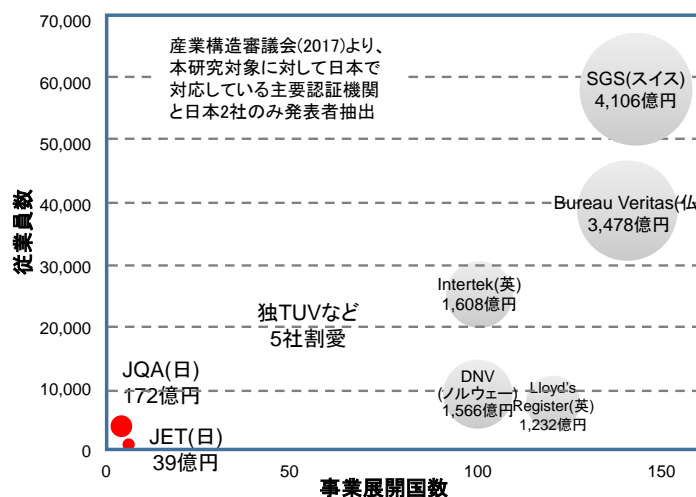 70,000
60,000
50,000
40,000
30,000
20,000
10,000
0
従業員数
産業構造審議会(2017)より、
本研究対象に対して日本で
対応している主要認証機関
と日本2社のみ発表者抽出
SGS(スイス)
4,106億円
Bureau Veritas(仏
3,478億円
Intertek(英)
1,608億円
独TUVなど
5社割愛
JQA(日)
172億円
JET(日)
39億円
DNV
(ノルウェー)
1,566億円
Lloyd's
Register(英)
1,232億円
0
50
100
150
事業展開国数